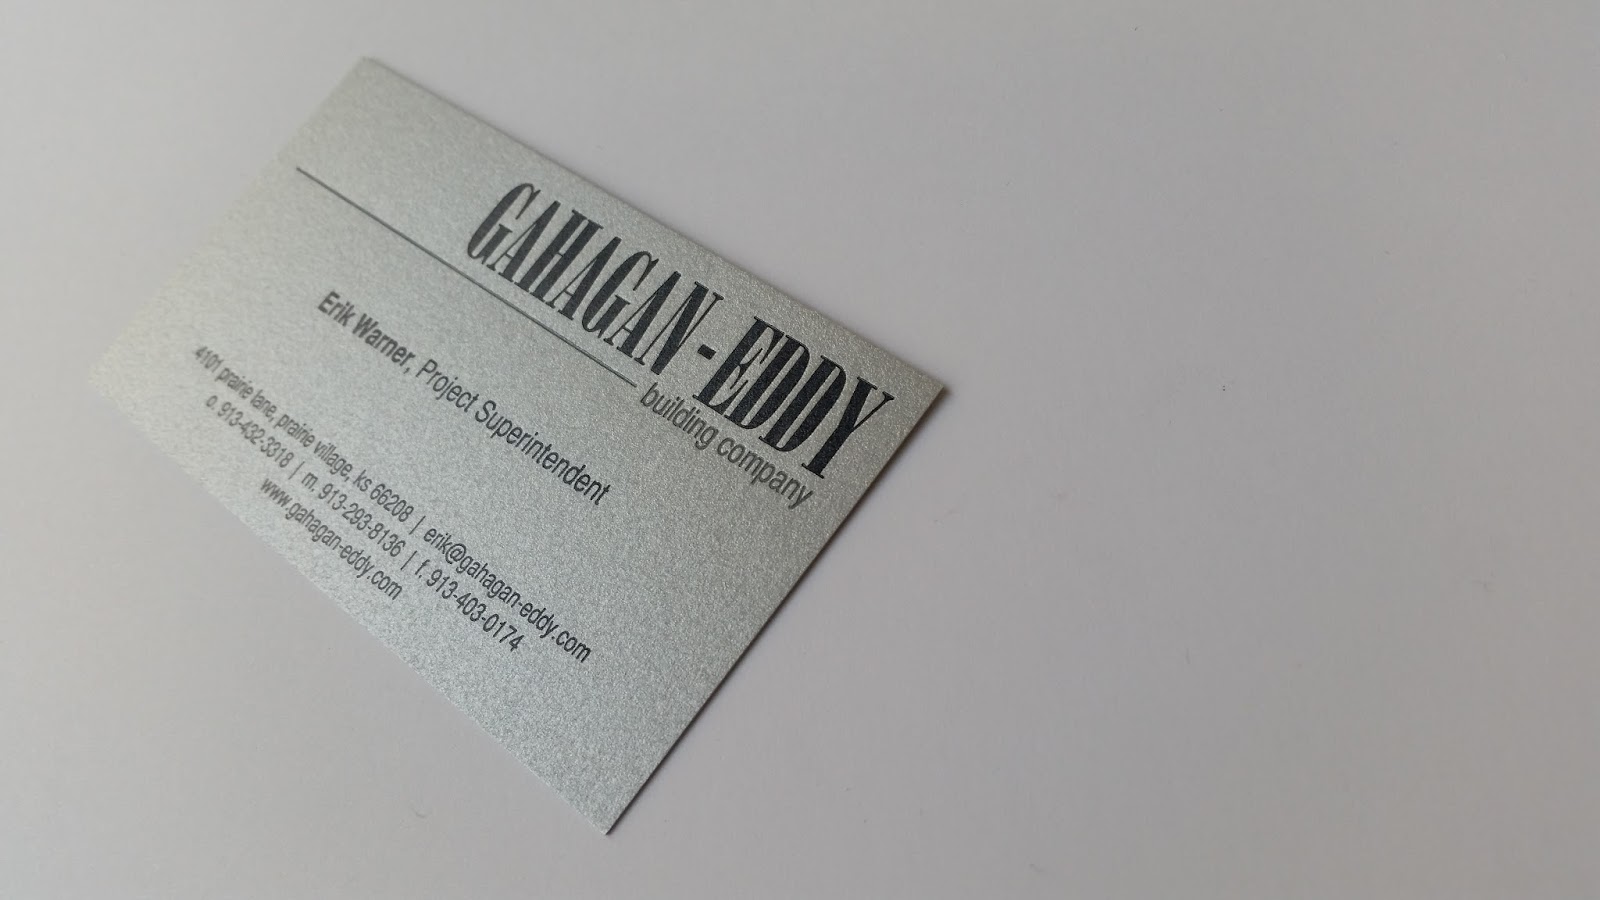 GAHAGAN-EDDY
building company
Erik Warner, Project Superintendent
4101 prairie lane, prairie village, ks 66208 | erik@gahagan-eddy.com
o. 913-432-3318 | m. 913-293-8136 | f. 913-403-0174
www.gahagan-eddy.com